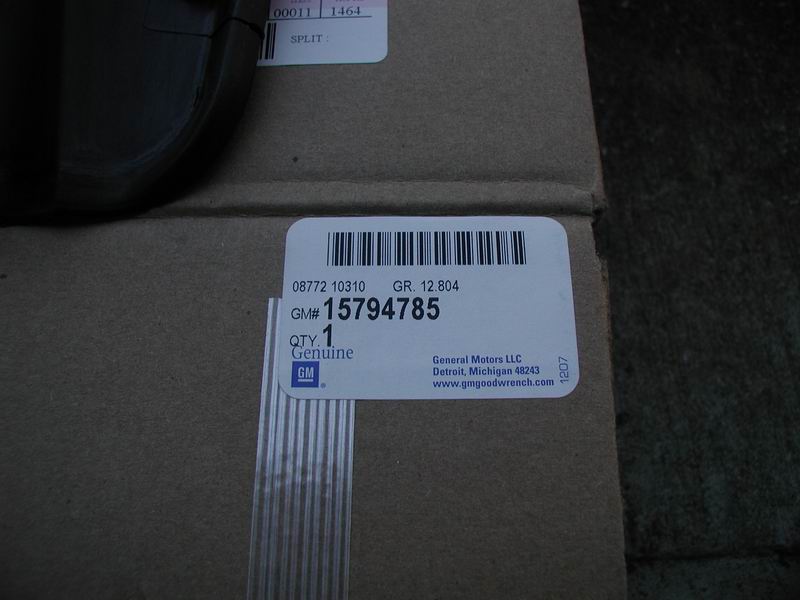 00011 1464
SPLIT:
08772 10310 GR. 12.804
GM# 15794785
QTY. 1
Genuine
GM ®
General Motors LLC
Detroit, Michigan 48243
www.gmgoodwrench.com
1207